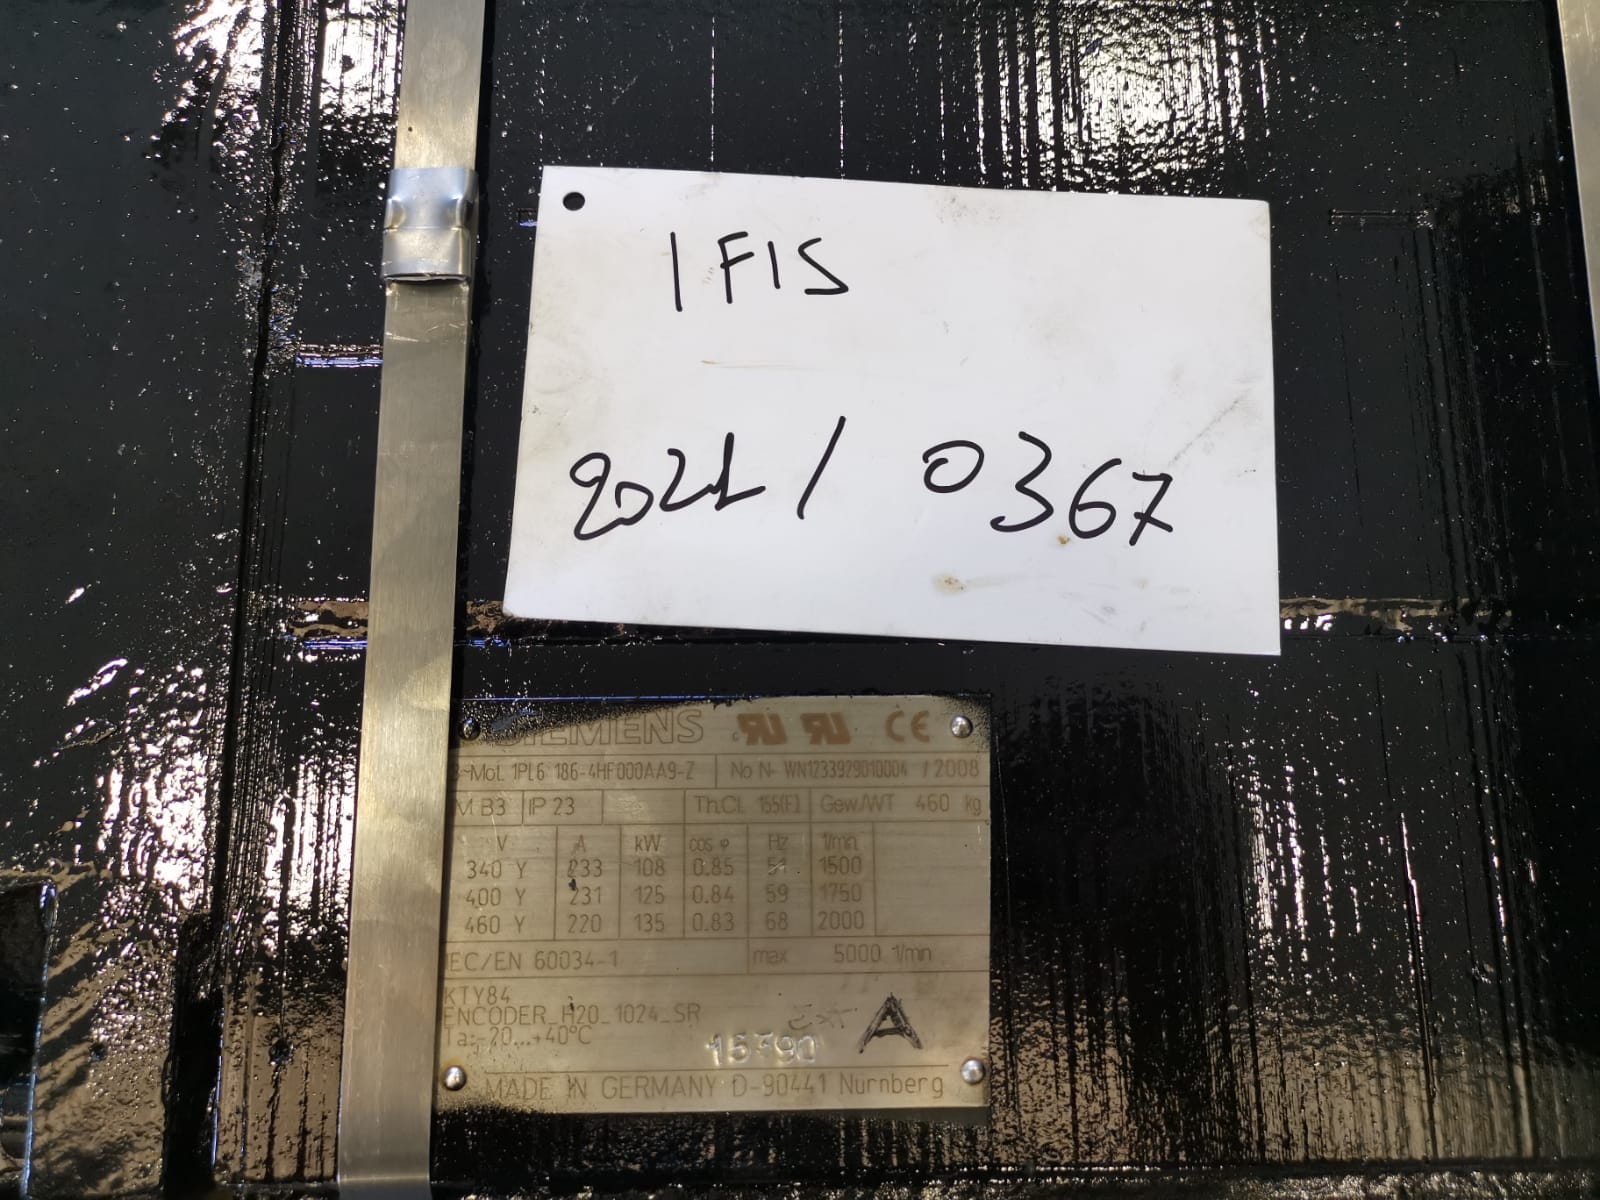 IFIS
2021/ 0367
SIEMENS
3~Mot. 1PL6 186-4HF000AA9-Z No N- WN1233929010004 / 2008
IM B3 IP 23 Th.Cl. 155(F) Gew/WT 460 kg
V A kW cos φ Hz 1/min
340 Y 233 108 0.85 51 1500
400 Y 231 125 0.84 59 1750
460 Y 220 135 0.83 68 2000
IEC/EN 60034-1 max 5000 1/min
KTY84
ENCODER_H20_1024_SR
Ta:-20...+40°C
A
MADE IN GERMANY D-90441 Nürnberg